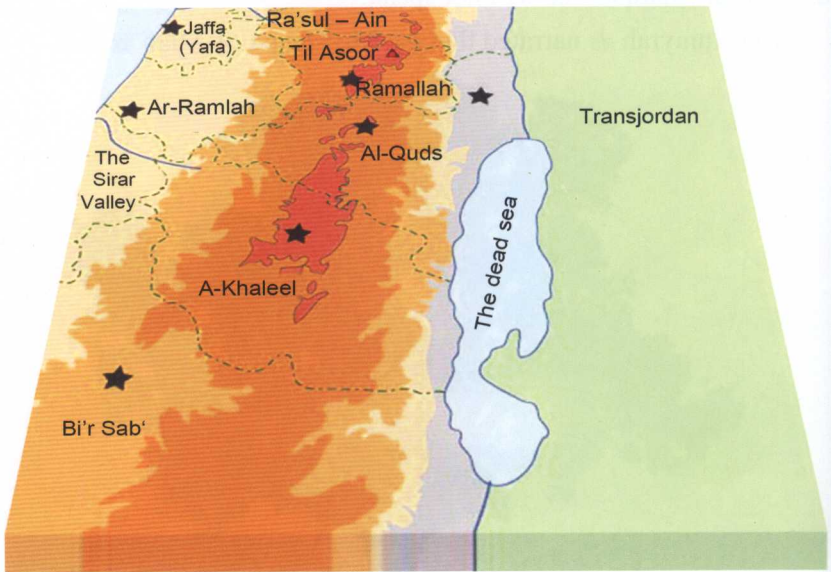 Ra'sul – Ain
Jaffa
(Yafa)
Til Asoor
Ramallah
Ar-Ramlah
Transjordan
Al-Quds
The
Sirar
Valley
The dead sea
A-Khaleel
Bi'r Sab‘